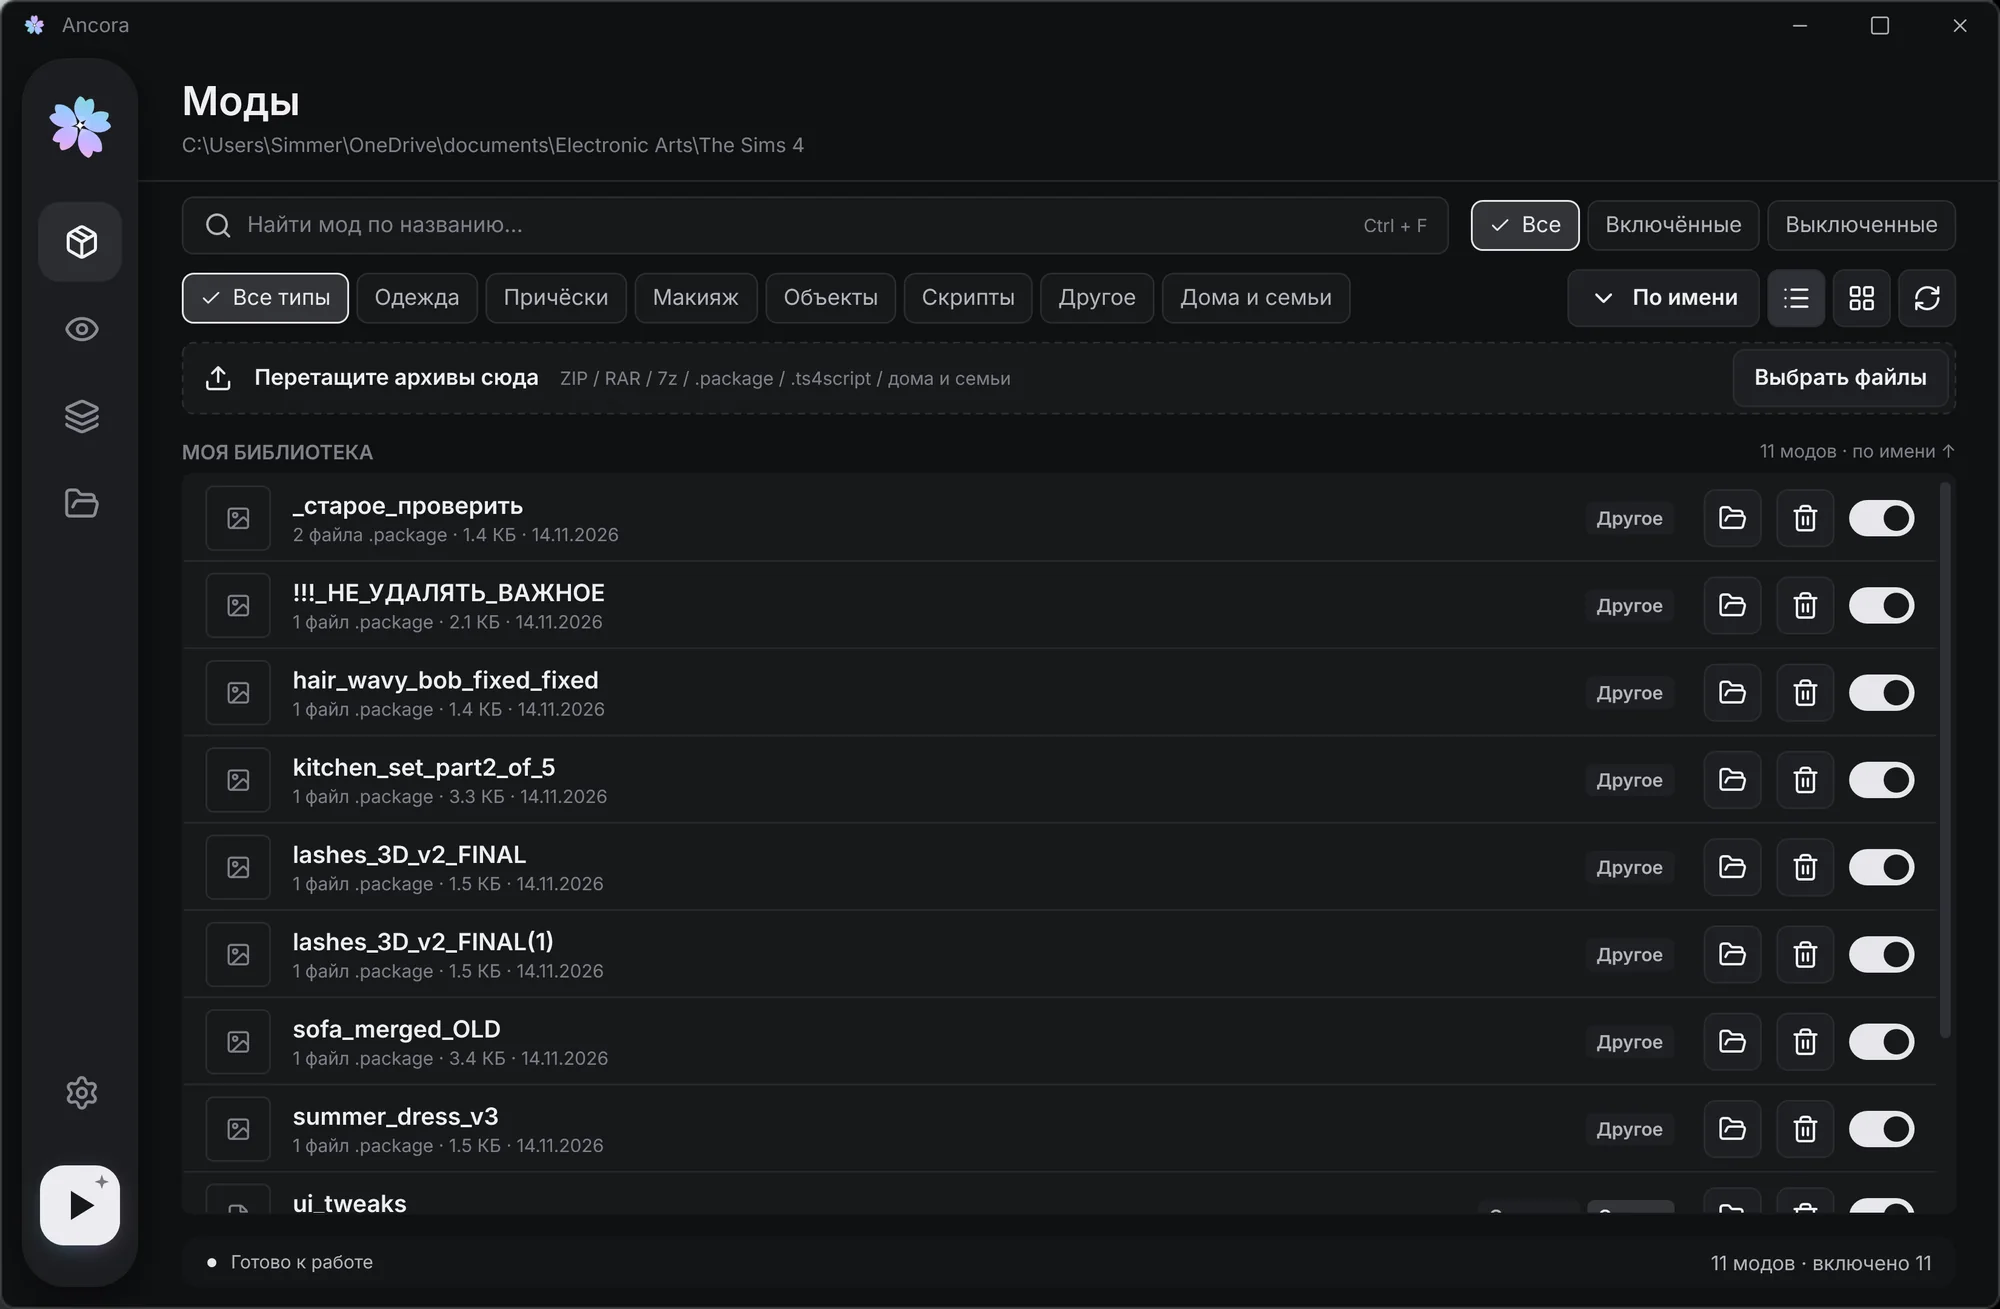 Ancora
Моды
C:\Users\Simmer\OneDrive\documents\Electronic Arts\The Sims 4
Найти мод по названию... Ctrl + F Все Включённые Выключенные
Все типы Одежда Причёски Макияж Объекты Скрипты Другое Дома и семьи По имени
Перетащите архивы сюда ZIP / RAR / 7z / .package / .ts4script / дома и семьи Выбрать файлы
МОЯ БИБЛИОТЕКА 11 модов · по имени ↑
_старое_проверить
2 файла .package · 1.4 КБ · 14.11.2026
Другое
!!!_НЕ_УДАЛЯТЬ_ВАЖНОЕ
1 файл .package · 2.1 КБ · 14.11.2026
Другое
hair_wavy_bob_fixed_fixed
1 файл .package · 1.4 КБ · 14.11.2026
Другое
kitchen_set_part2_of_5
1 файл .package · 3.3 КБ · 14.11.2026
Другое
lashes_3D_v2_FINAL
1 файл .package · 1.5 КБ · 14.11.2026
Другое
lashes_3D_v2_FINAL(1)
1 файл .package · 1.5 КБ · 14.11.2026
Другое
sofa_merged_OLD
1 файл .package · 3.4 КБ · 14.11.2026
Другое
summer_dress_v3
1 файл .package · 1.5 КБ · 14.11.2026
Другое
ui_tweaks
Готово к работе 11 модов · включено 11